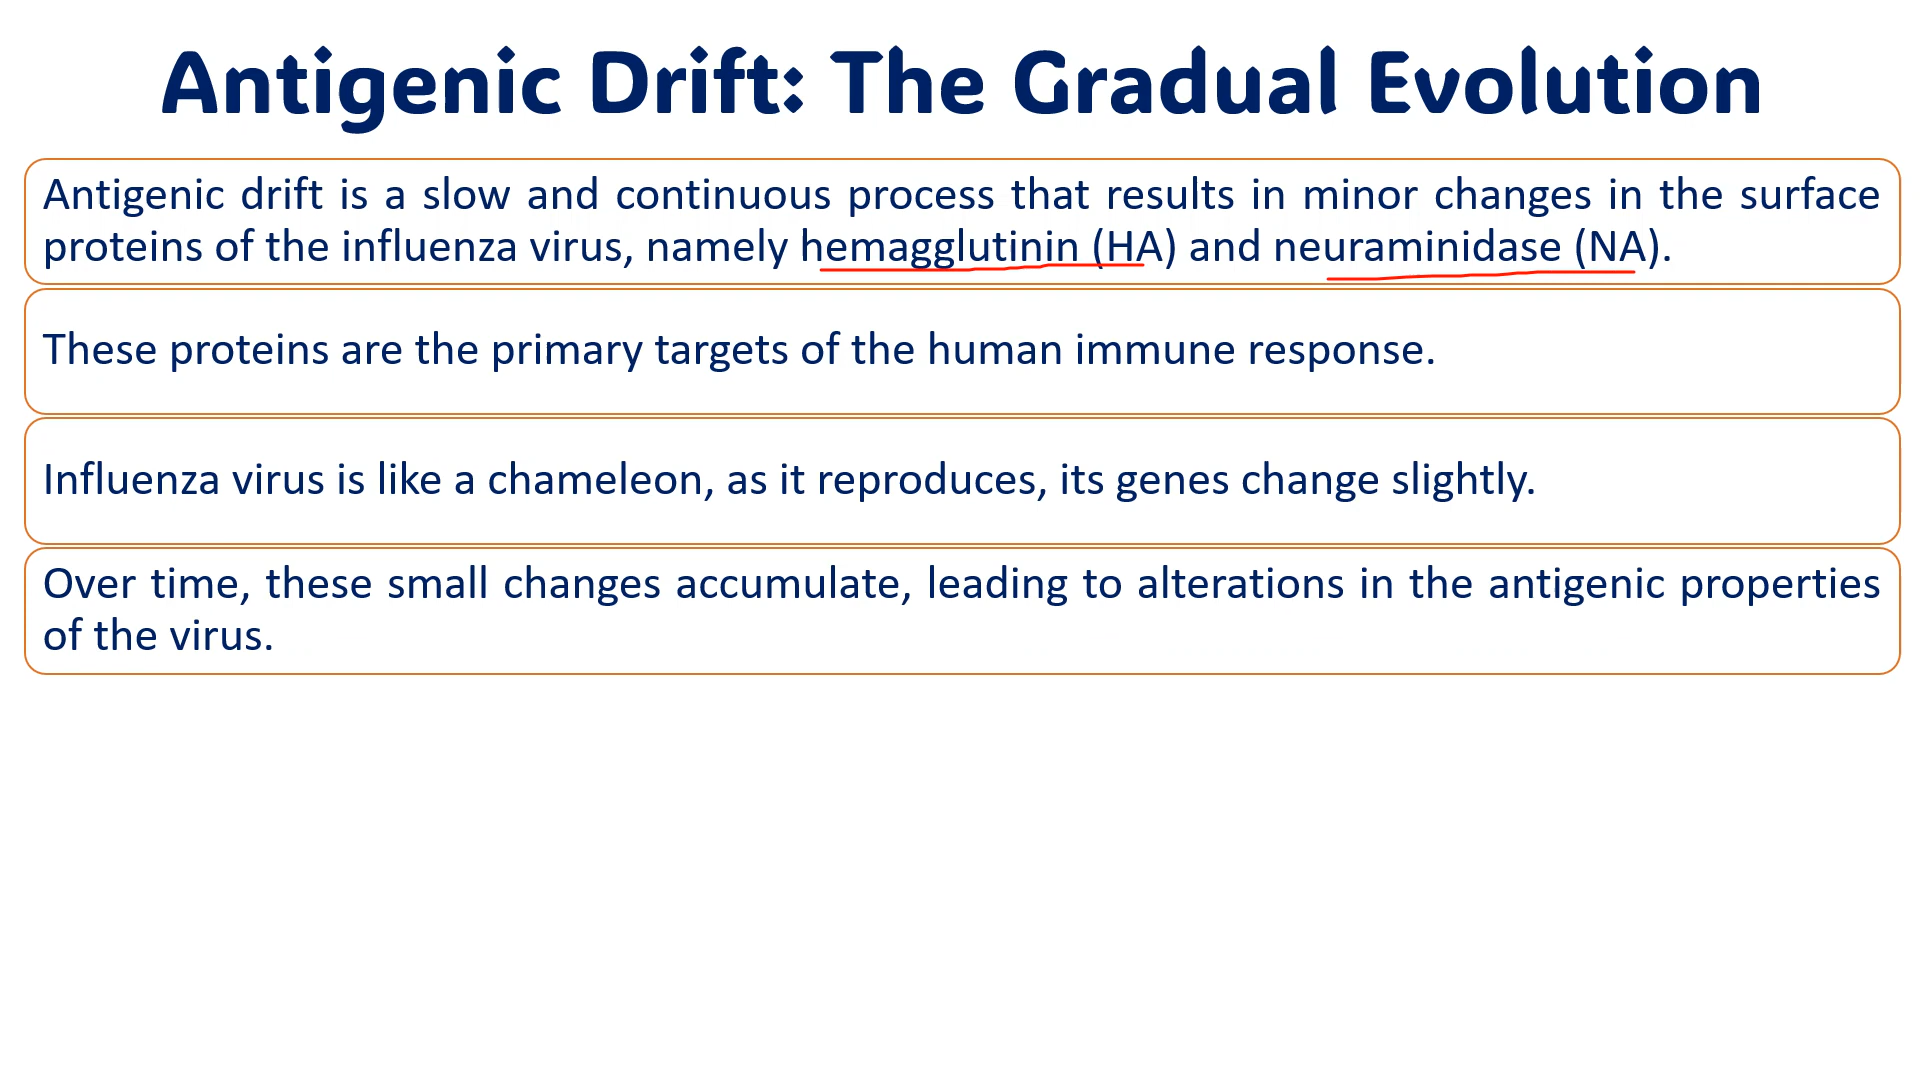 Antigenic Drift: The Gradual Evolution
Antigenic drift is a slow and continuous process that results in minor changes in the surface
proteins of the influenza virus, namely hemagglutinin (HA) and neuraminidase (NA).
These proteins are the primary targets of the human immune response.
Influenza virus is like a chameleon, as it reproduces, its genes change slightly.
Over time, these small changes accumulate, leading to alterations in the antigenic properties
of the virus.